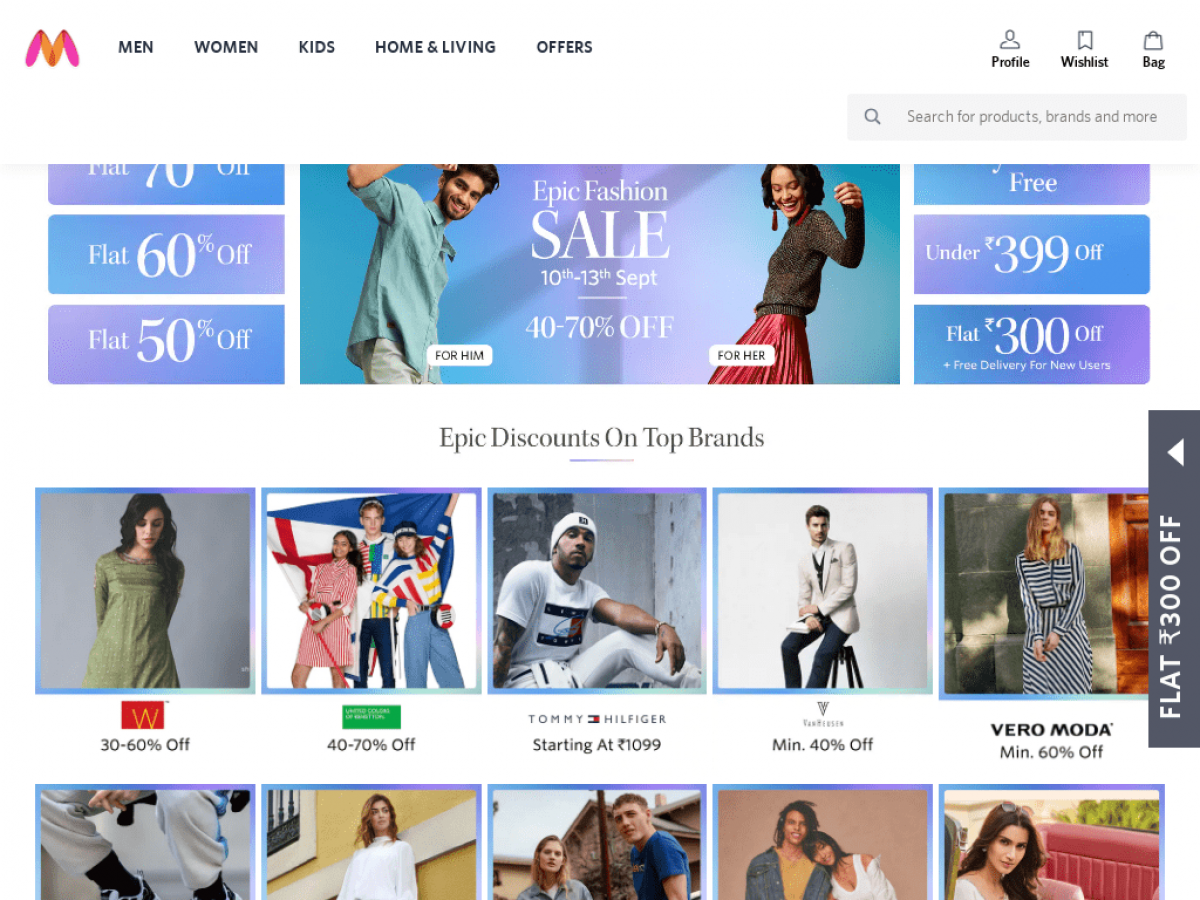 MEN WOMEN KIDS HOME & LIVING OFFERS
Profile Wishlist Bag
Search for products, brands and more
Flat 70 Off
Flat 60% Off
Flat 50% Off
Epic Fashion
SALE
10th-13th Sept
40-70% OFF
FOR HIM
FOR HER
Free
Under ₹399 Off
Flat ₹300 Off
+ Free Delivery For New Users
Epic Discounts On Top Brands
FLAT ₹300 OFF
W
30-60% Off
UNITED COLORS
OF BENETTON
40-70% Off
TOMMY HILFIGER
Starting At ₹1099
VAN HEUSEN
Min. 40% Off
VERO MODA
Min. 60% Off